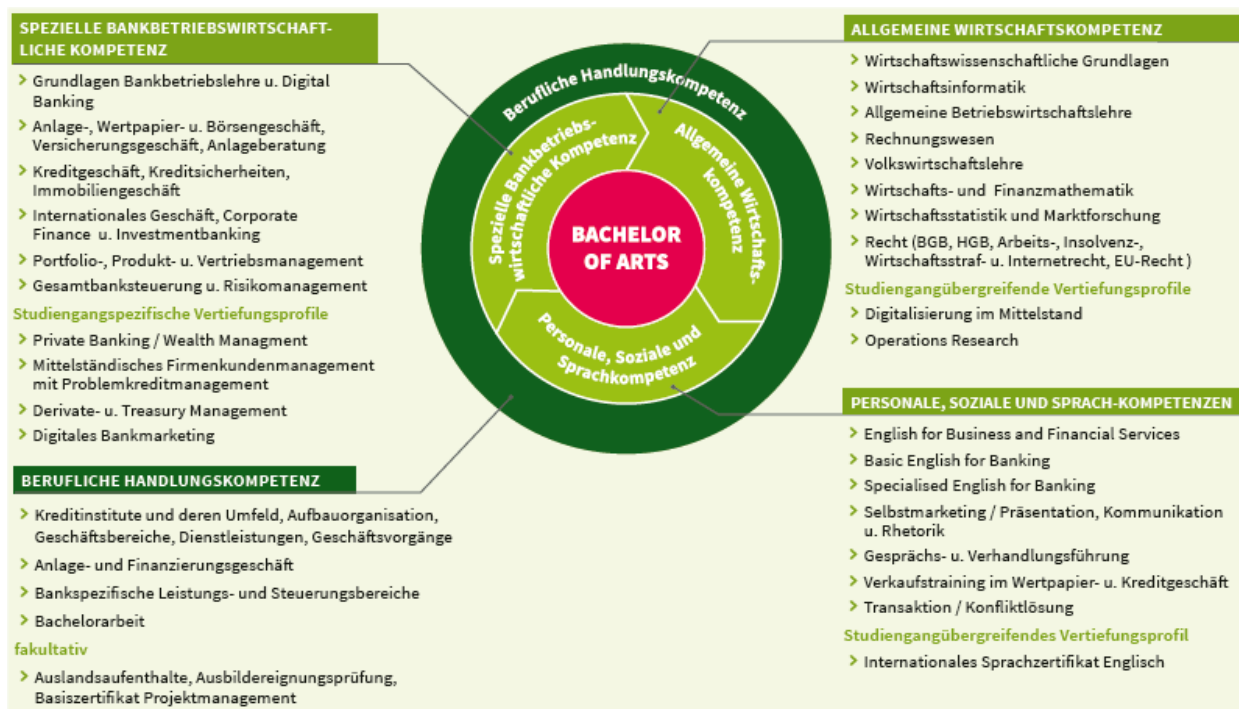 SPEZIELLE BANKBETRIEBSWIRTSCHAFT-
LICHE KOMPETENZ
Grundlagen Bankbetriebslehre u. Digital
Banking
Anlage-, Wertpapier- u. Börsengeschäft,
Versicherungsgeschäft, Anlageberatung
Kreditgeschäft, Kreditsicherheiten,
Immobiliengeschäft
Internationales Geschäft, Corporate
Finance u. Investmentbanking
Portfolio-, Produkt- u. Vertriebsmanagement
Gesamtbanksteuerung u. Risikomanagement
Studiengangspezifische Vertiefungsprofile
Private Banking / Wealth Managment
Mittelständisches Firmenkundenmanagement
mit Problemkreditmanagement
Derivate- u. Treasury Management
Digitales Bankmarketing
BERUFLICHE HANDLUNGSKOMPETENZ
Kreditinstitute und deren Umfeld, Aufbauorganisation,
Geschäftsbereiche, Dienstleistungen, Geschäftsvorgänge
Anlage- und Finanzierungsgeschäft
Bankspezifische Leistungs- und Steuerungsbereiche
Bachelorarbeit
fakultativ
Auslandsaufenthalte, Ausbildereignungsprüfung,
Basiszertifikat Projektmanagement
Berufliche Handlungskompetenz
Spezielle Bankbetriebs-
wirtschaftliche Kompetenz
Allgemeine Wirtschafts-
kompetenz
BACHELOR
OF ARTS
Personale, Soziale und
Sprachkompetenz
ALLGEMEINE WIRTSCHAFTSKOMPETENZ
Wirtschaftswissenschaftliche Grundlagen
Wirtschaftsinformatik
Allgemeine Betriebswirtschaftslehre
Rechnungswesen
Volkswirtschaftslehre
Wirtschafts- und Finanzmathematik
Wirtschaftsstatistik und Marktforschung
Recht (BGB, HGB, Arbeits-, Insolvenz-,
Wirtschaftsstraf- u. Internetrecht, EU-Recht )
Studiengangübergreifende Vertiefungsprofile
Digitalisierung im Mittelstand
Operations Research
PERSONALE, SOZIALE UND SPRACH-KOMPETENZEN
English for Business and Financial Services
Basic English for Banking
Specialised English for Banking
Selbstmarketing / Präsentation, Kommunikation
u. Rhetorik
Gesprächs- u. Verhandlungsführung
Verkaufstraining im Wertpapier- u. Kreditgeschäft
Transaktion / Konfliktlösung
Studiengangübergreifendes Vertiefungsprofil
Internationales Sprachzertifikat Englisch